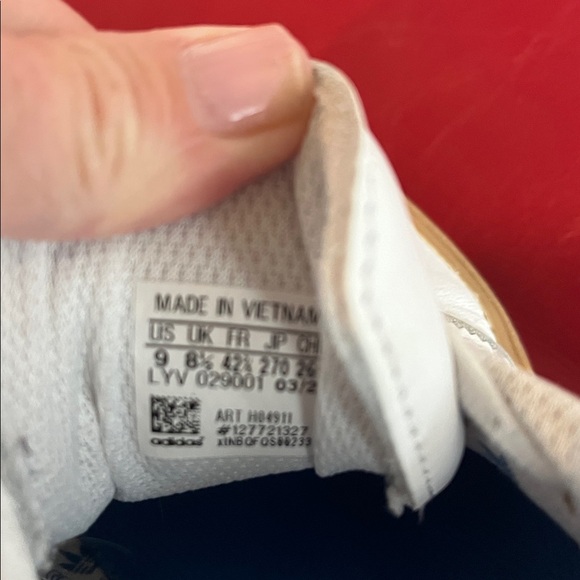 MADE IN VIETNAM
US UK FR JP CH
9 8½ 42⅔ 270 26
LYV 029001 03/2
ART H04911
#127721327
adidas